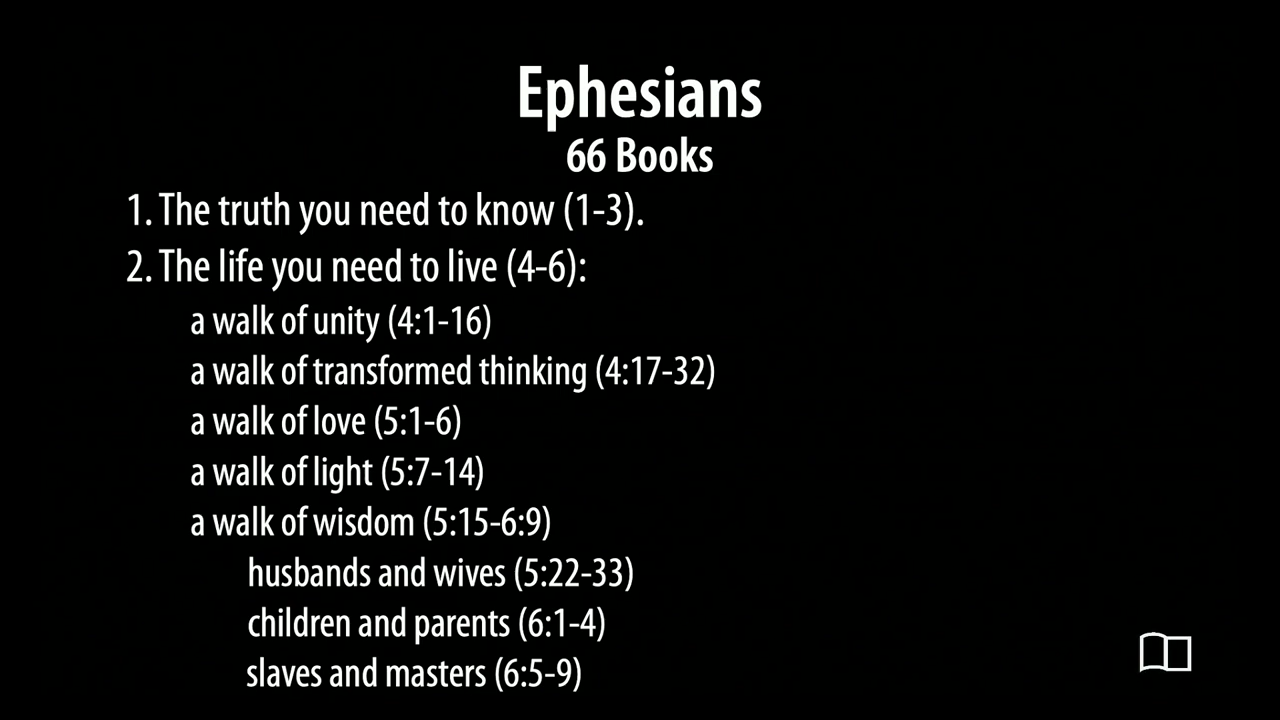 Ephesians
66 Books
1. The truth you need to know (1-3).
2. The life you need to live (4-6):
a walk of unity (4:1-16)
a walk of transformed thinking (4:17-32)
a walk of love (5:1-6)
a walk of light (5:7-14)
a walk of wisdom (5:15-6:9)
husbands and wives (5:22-33)
children and parents (6:1-4)
slaves and masters (6:5-9)